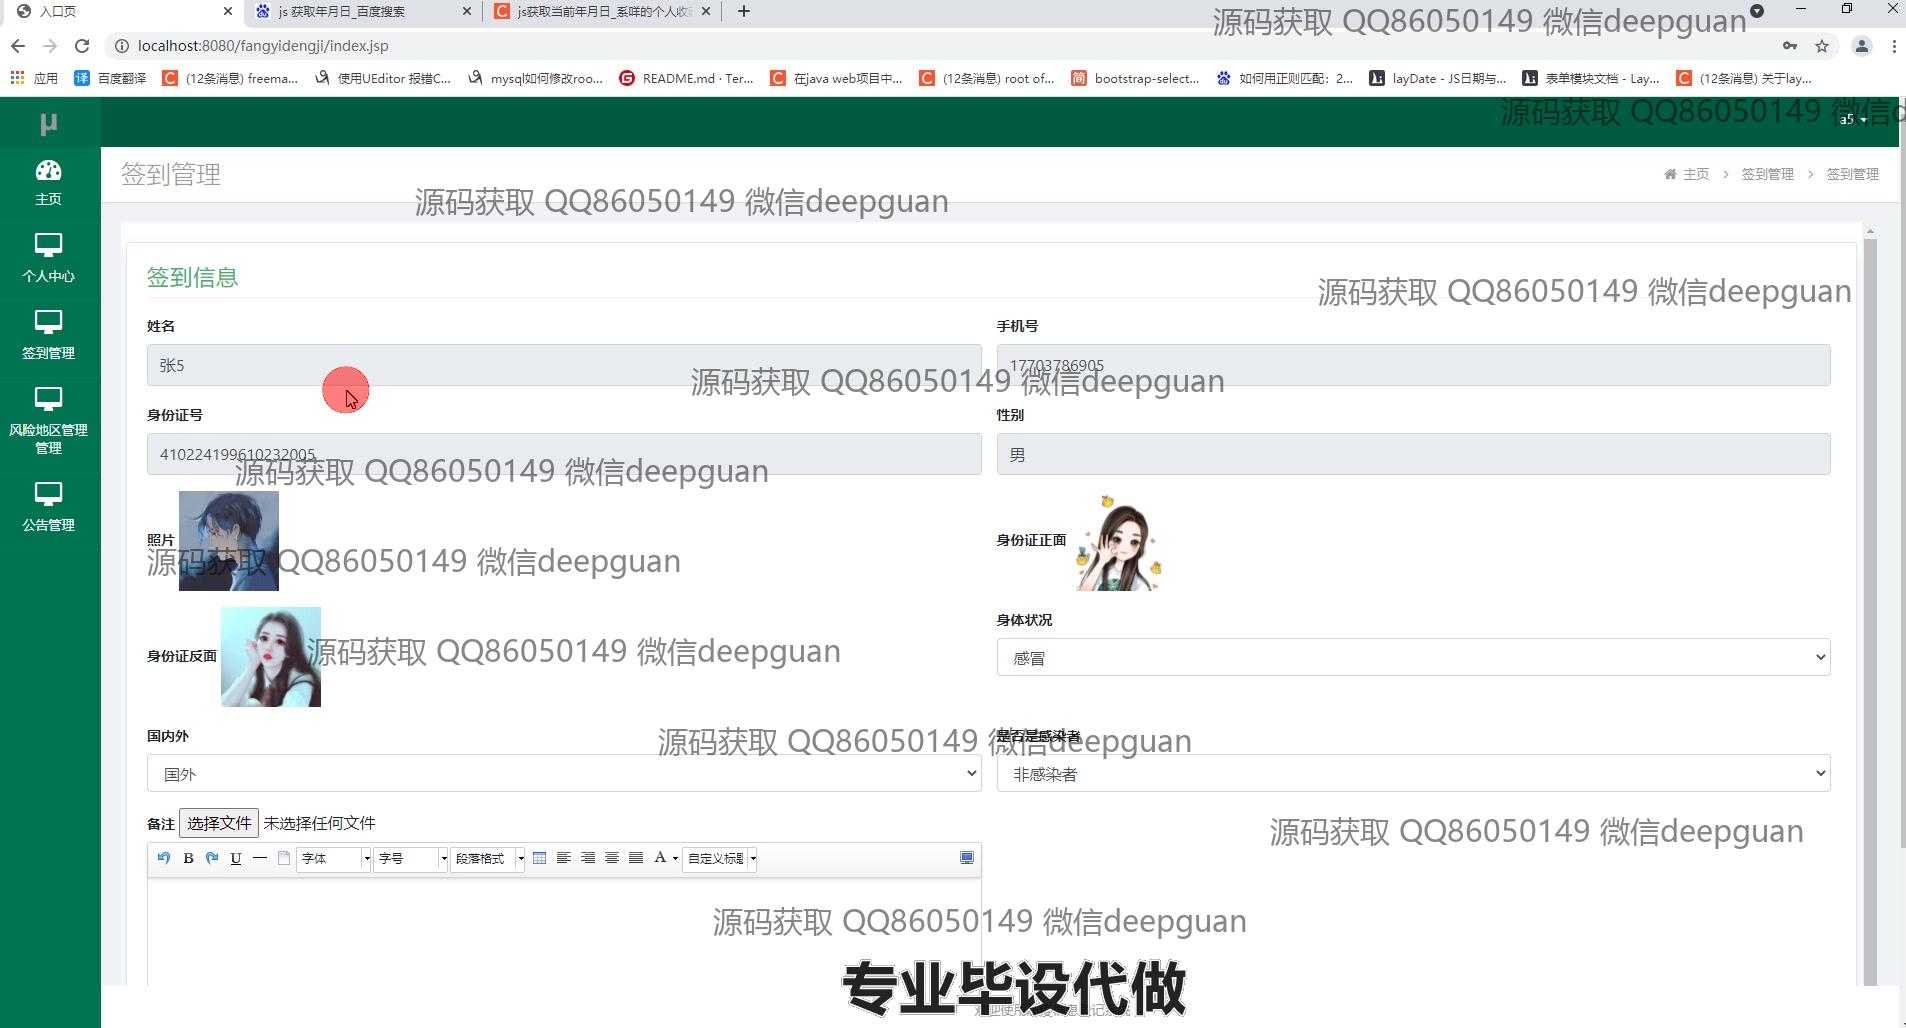 入口页
js 获取年月日_百度搜索
js获取当前年月日_系咩的个人收
源码获取 QQ86050149 微信deepguan
localhost:8080/fangyidengji/index.jsp
应用
百度翻译
(12条消息) freema...
使用UEditor 报错C...
mysql如何修改roo...
README.md · Ter...
在java web项目中...
(12条消息) root of...
bootstrap-select...
如何用正则匹配：2...
layDate - JS日期与...
表单模块文档 - Lay...
(12条消息) 关于lay...
μ
源码获取 QQ86050149 微信d
a5
主页
个人中心
签到管理
风险地区管理
管理
公告管理
签到管理
主页 > 签到管理 > 签到管理
源码获取 QQ86050149 微信deepguan
签到信息
源码获取 QQ86050149 微信deepguan
姓名
手机号
张5
17703786905
源码获取 QQ86050149 微信deepguan
身份证号
性别
410224199610232005
男
源码获取 QQ86050149 微信deepguan
照片
身份证正面
源码获取 QQ86050149 微信deepguan
身份证反面
身体状况
源码获取 QQ86050149 微信deepguan
感冒
国内外
是否是感染者
源码获取 QQ86050149 微信deepguan
国外
非感染者
备注 选择文件 未选择任何文件
源码获取 QQ86050149 微信deepguan
B U 字体 字号 段落格式 A 自定义标题
源码获取 QQ86050149 微信deepguan
专业毕设代做